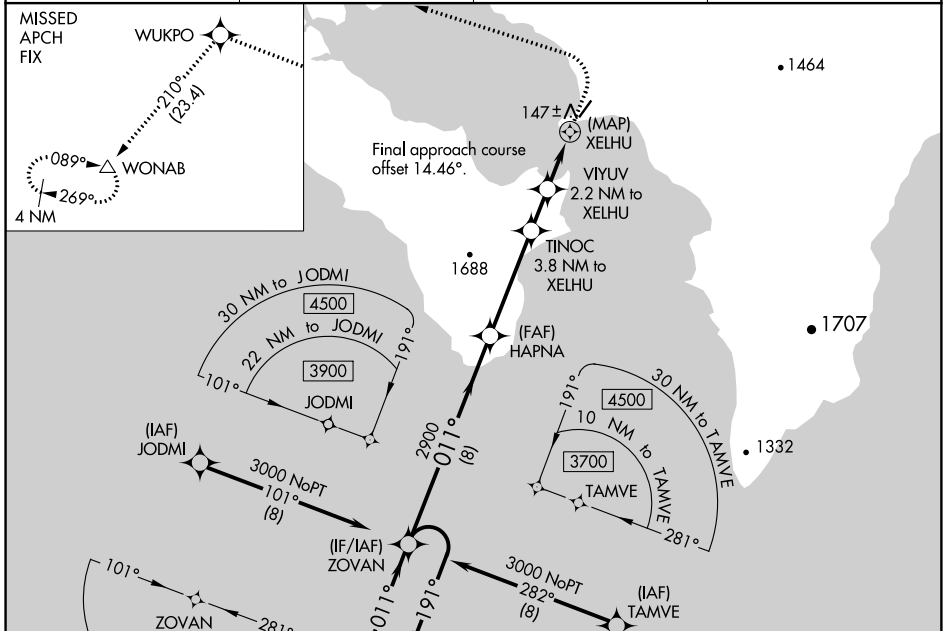 MISSED
APCH
FIX
WUKPO
210°
(23.4)
089°
WONAB
269°
4 NM
1464
147 ±
(MAP)
XELHU
Final approach course
offset 14.46°.
VIYUV
2.2 NM to
XELHU
TINOC
3.8 NM to
XELHU
1688
1707
(FAF)
HAPNA
30 NM to JODMI
4500
22 NM to JODMI
3900
191°
101°
JODMI
30 NM to TAMVE
4500
10 NM to TAMVE
3700
191°
TAMVE
281°
1332
2900
011°
(8)
(IAF)
JODMI
3000 NoPT
101°
(8)
(IF/IAF)
ZOVAN
3000 NoPT
282°
(8)
(IAF)
TAMVE
011°
191°
101°
ZOVAN
281°